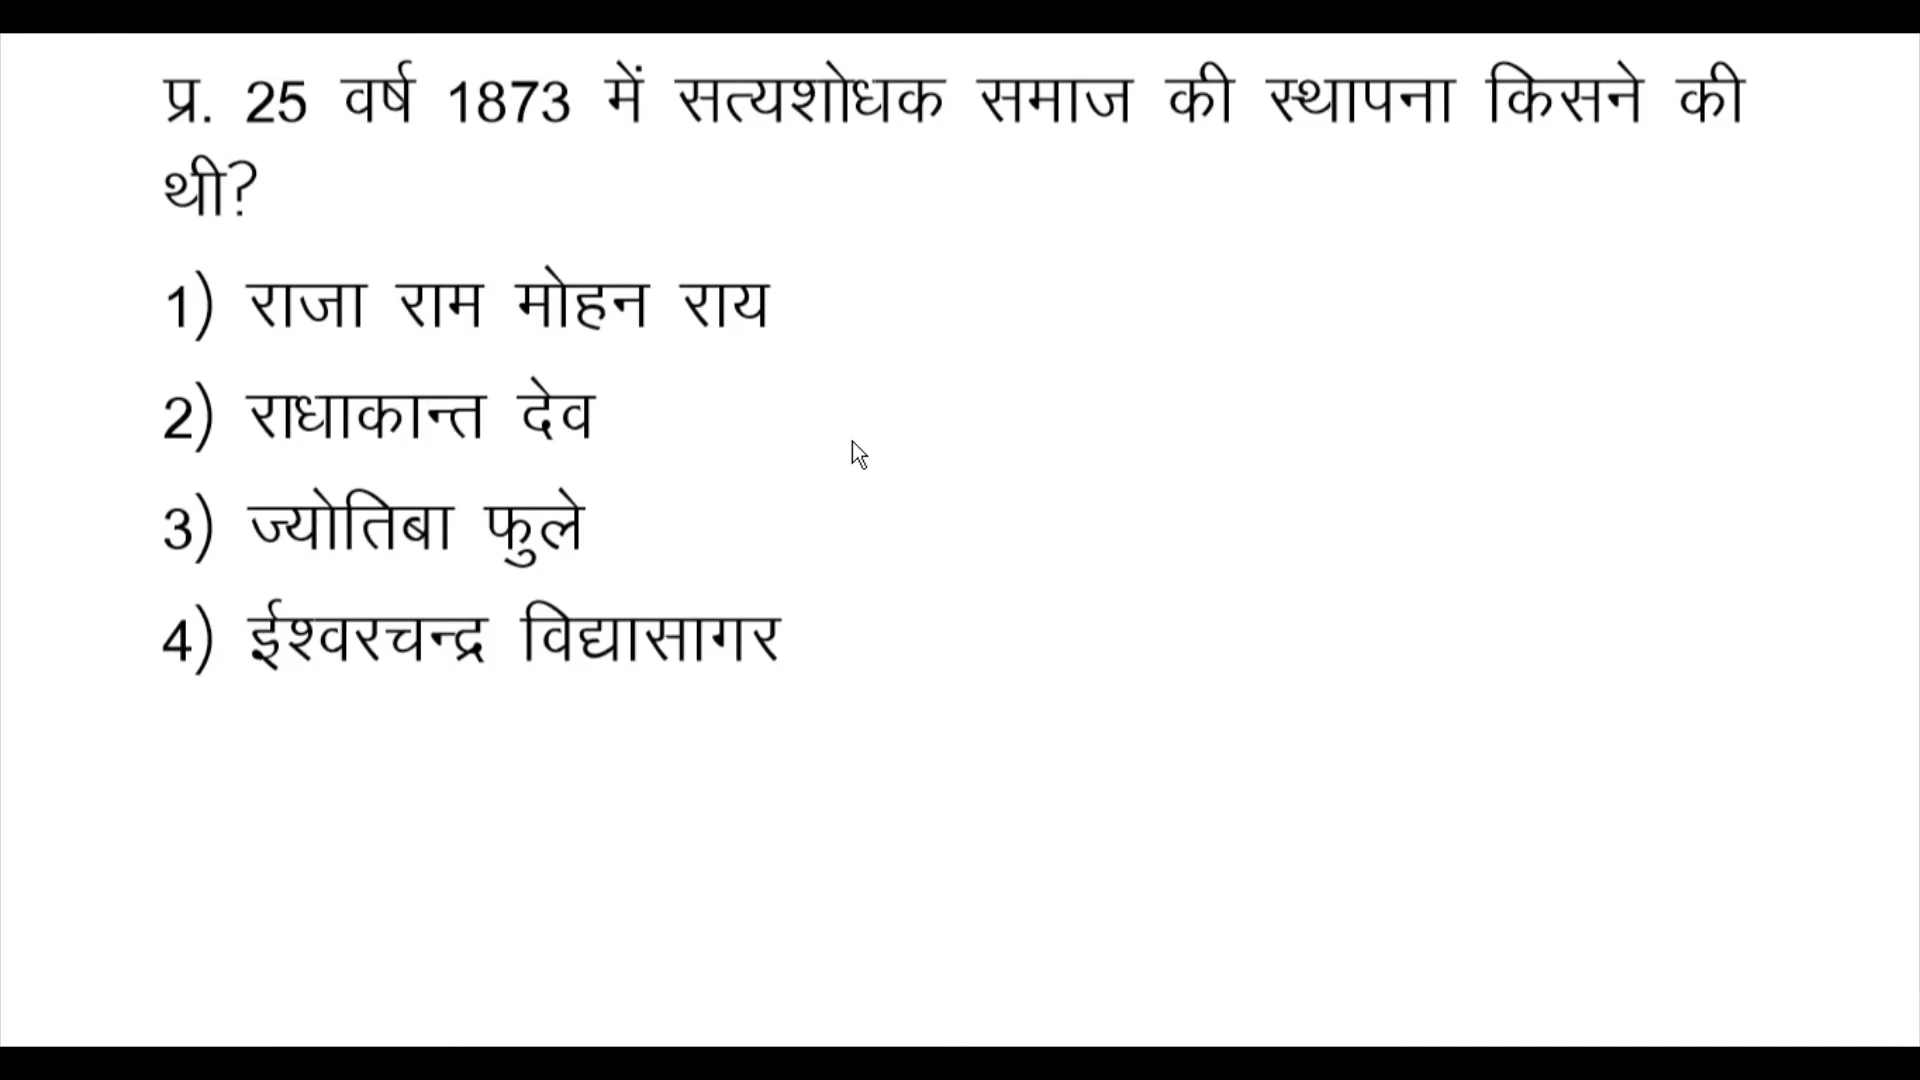 प्र. 25 वर्ष 1873 में सत्यशोधक समाज की स्थापना किसने की
थी?
1) राजा राम मोहन राय
2) राधाकान्त देव
3) ज्योतिबा फुले
4) ईश्वरचन्द्र विद्यासागर